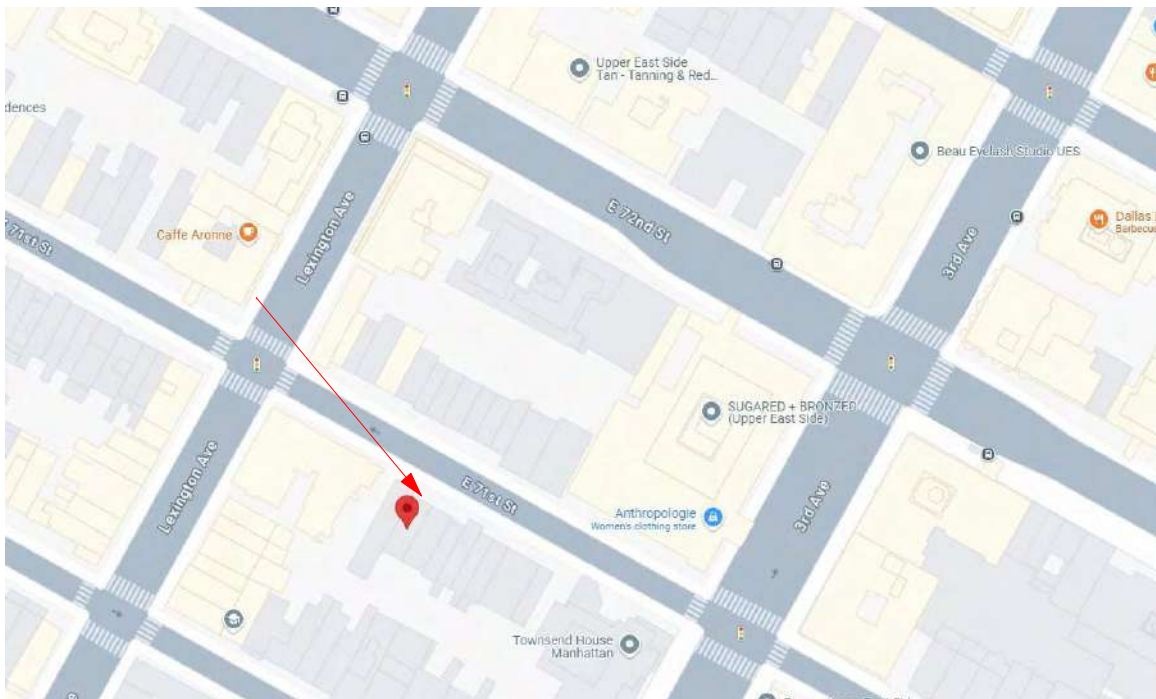 Upper East Side
Tan - Tanning & Red...
dences
Beau Eyelash Studio UES
Lexington Ave
E 72nd St
3rd Ave
Dallas
Barbecue
Caffe Aronne
E 71st St
SUGARED + BRONZED
(Upper East Side)
Lexington Ave
E 71st St
Anthropologie
Women's clothing store
3rd Ave
Townsend House
Manhattan